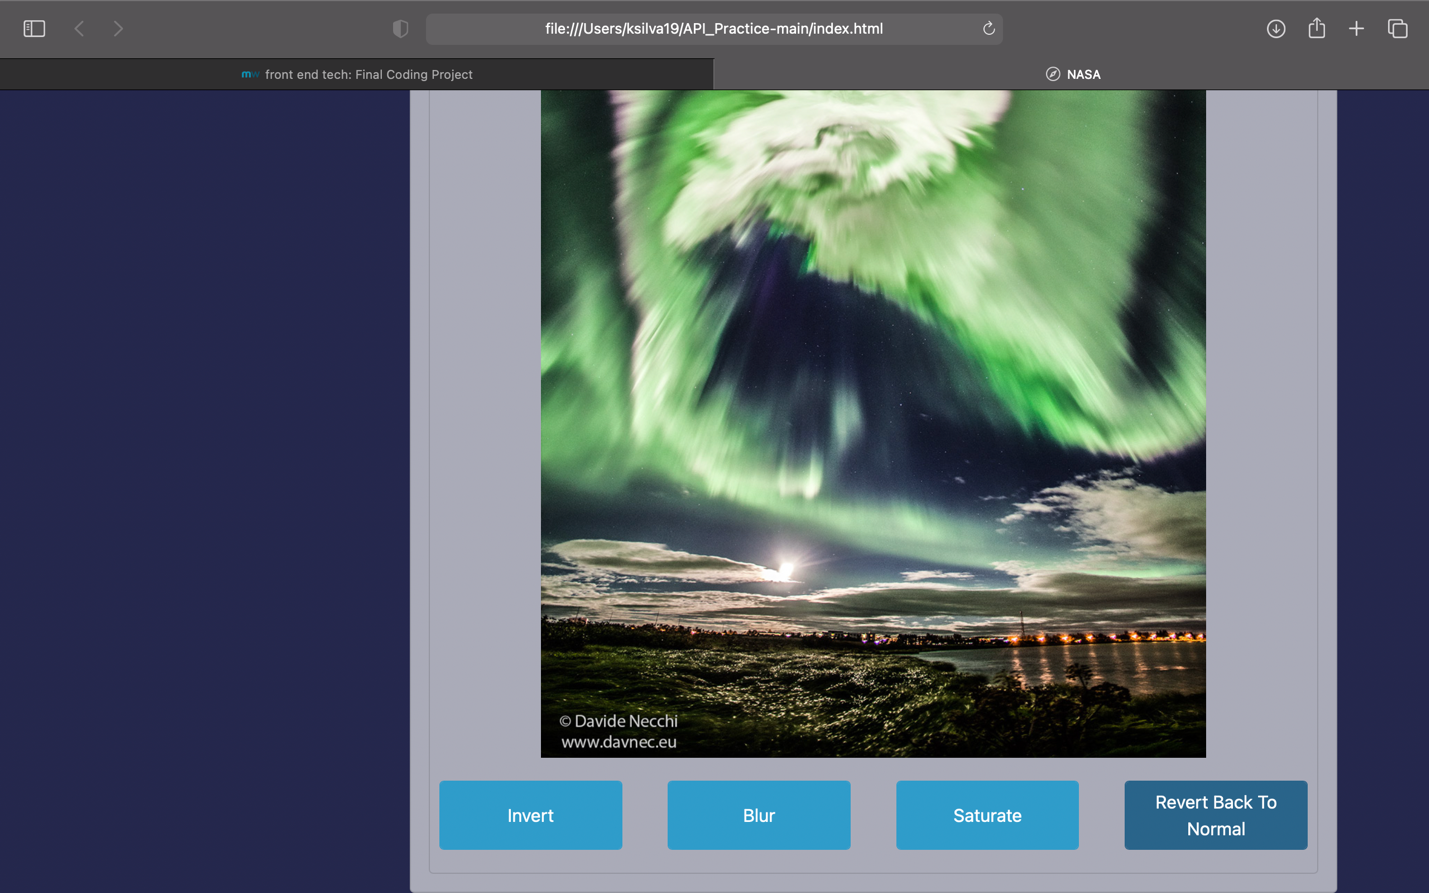 file:///Users/ksilva19/API_Practice-main/index.html
mw front end tech: Final Coding Project
NASA
© Davide Necchi
www.davnec.eu
Invert
Blur
Saturate
Revert Back To
Normal